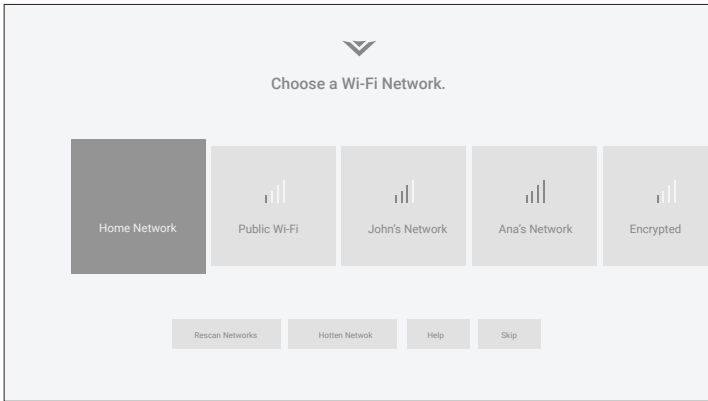 Choose a Wi-Fi Network.
Home Network
Public Wi-Fi
John's Network
Ana's Network
Encrypted
Rescan Networks
Hotten Netwok
Help
Skip